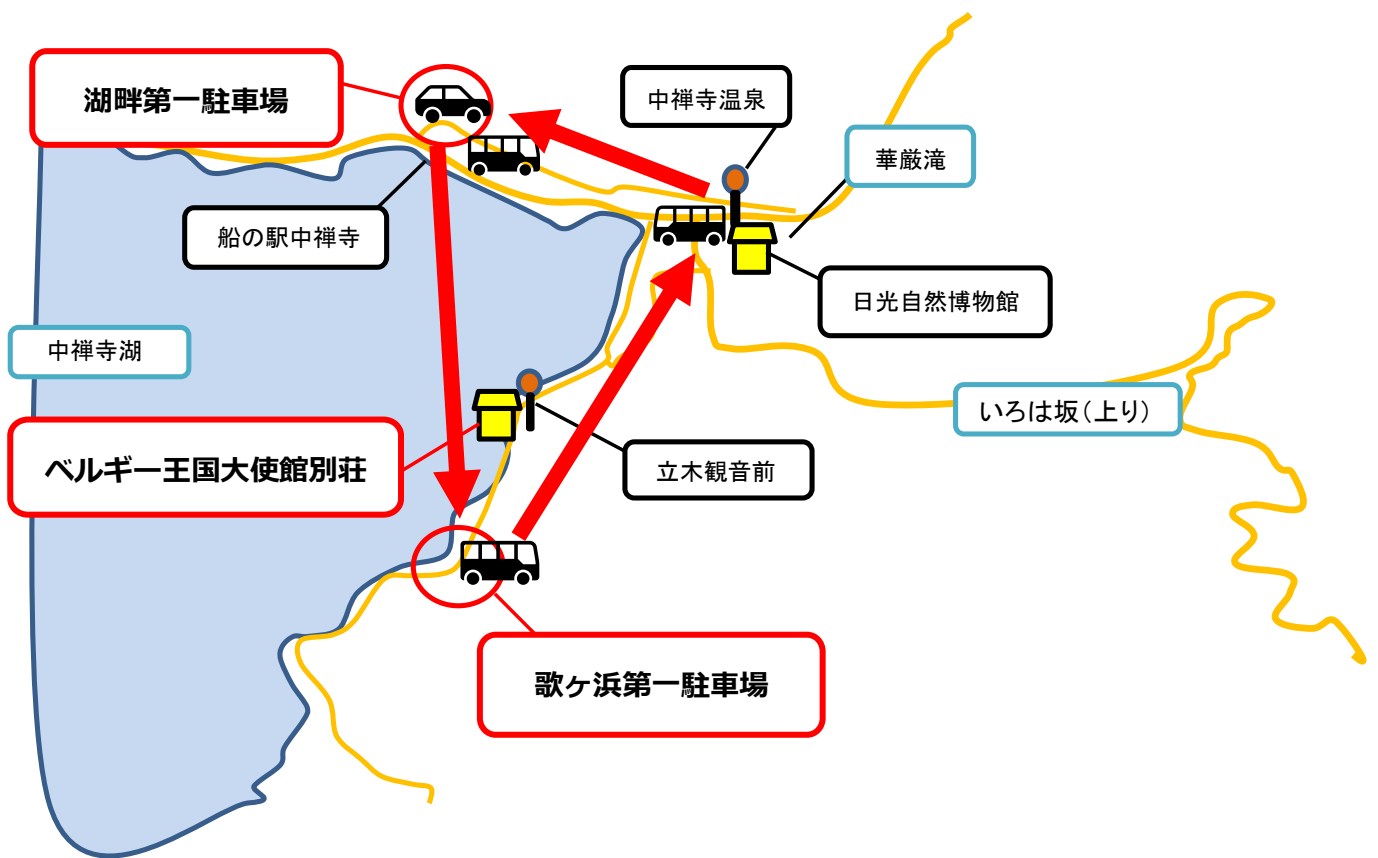 湖畔第一駐車場
中禅寺温泉
華厳滝
船の駅中禅寺
日光自然博物館
中禅寺湖
いろは坂（上り）
ベルギー王国大使館別荘
立木観音前
歌ヶ浜第一駐車場